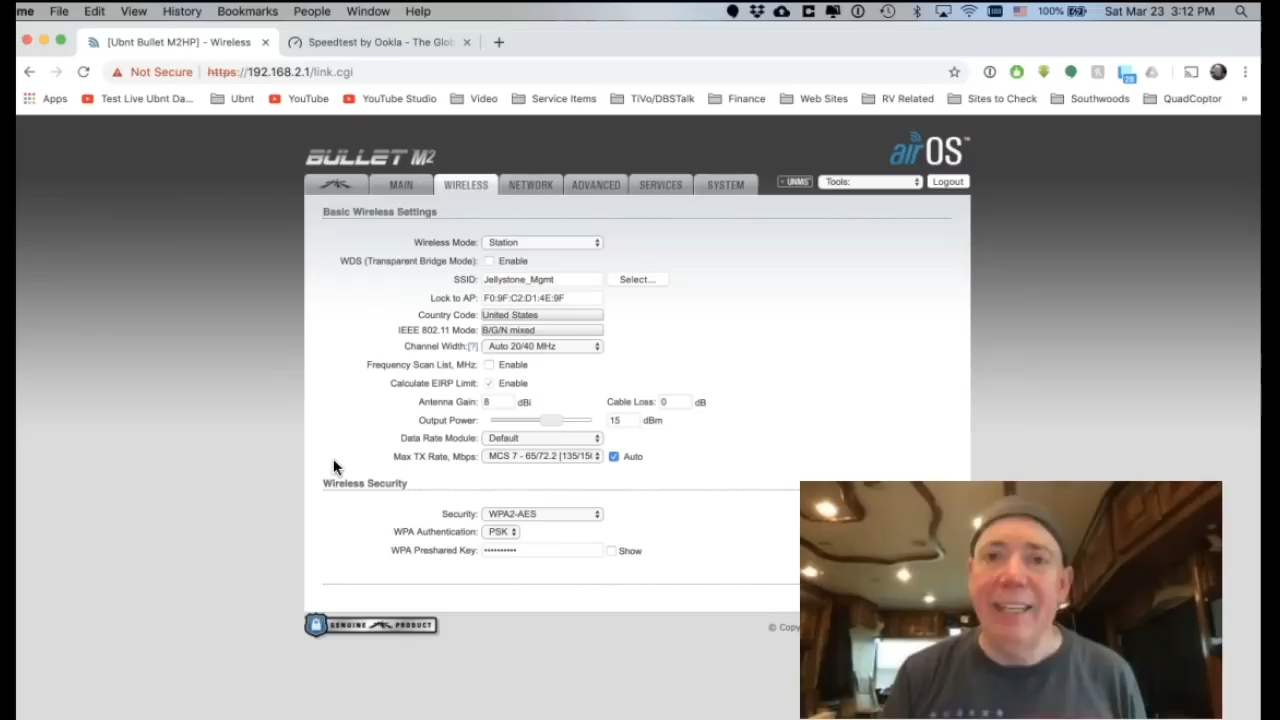 me File Edit View History Bookmarks People Window Help 100% Sat Mar 23 3:12 PM
[Ubnt Bullet M2HP] - Wireless Speedtest by Ookla - The Glo
Not Secure https://192.168.2.1/link.cgi
Apps Test Live Ubnt Da... Ubnt YouTube YouTube Studio Video Service Items TiVo/DBSTalk Finance Web Sites RV Related Sites to Check Southwoods QuadCoptor »
BULLET M2 airOS™
MAIN WIRELESS NETWORK ADVANCED SERVICES SYSTEM UNMS Tools: Logout
Basic Wireless Settings
Wireless Mode: Station
WDS (Transparent Bridge Mode): Enable
SSID: Jellystone_Mgmt Select...
Lock to AP: F0:9F:C2:D1:4E:9F
Country Code: United States
IEEE 802.11 Mode: B/G/N mixed
Channel Width:[?] Auto 20/40 MHz
Frequency Scan List, MHz: Enable
Calculate EIRP Limit: Enable
Antenna Gain: 8 dBi Cable Loss: 0 dB
Output Power: 15 dBm
Data Rate Module: Default
Max TX Rate, Mbps: MCS 7 - 65/72.2 [135/15 Auto
Wireless Security
Security: WPA2-AES
WPA Authentication: PSK
WPA Preshared Key: •••••••••• Show
GENUINE PRODUCT
© Copy